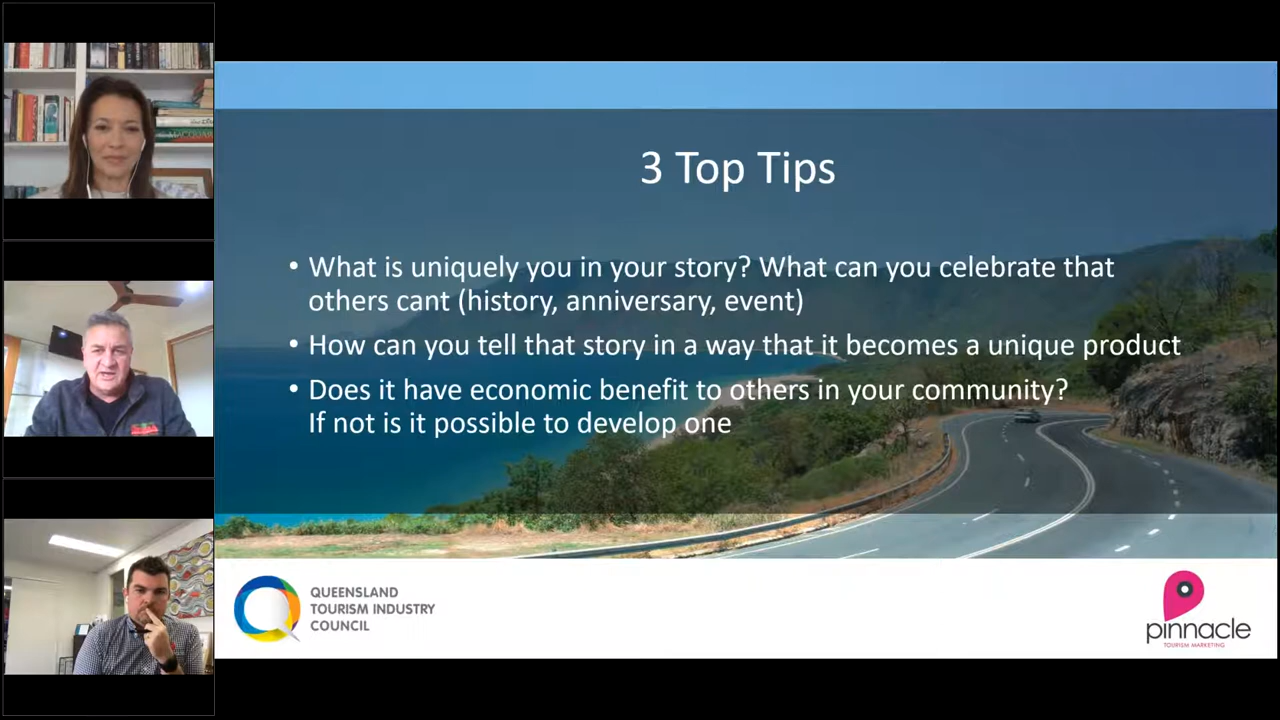 3 Top Tips
• What is uniquely you in your story? What can you celebrate that
others cant (history, anniversary, event)
• How can you tell that story in a way that it becomes a unique product
• Does it have economic benefit to others in your community?
If not is it possible to develop one
QUEENSLAND
TOURISM INDUSTRY
COUNCIL
pinnacle
TOURISM MARKETING